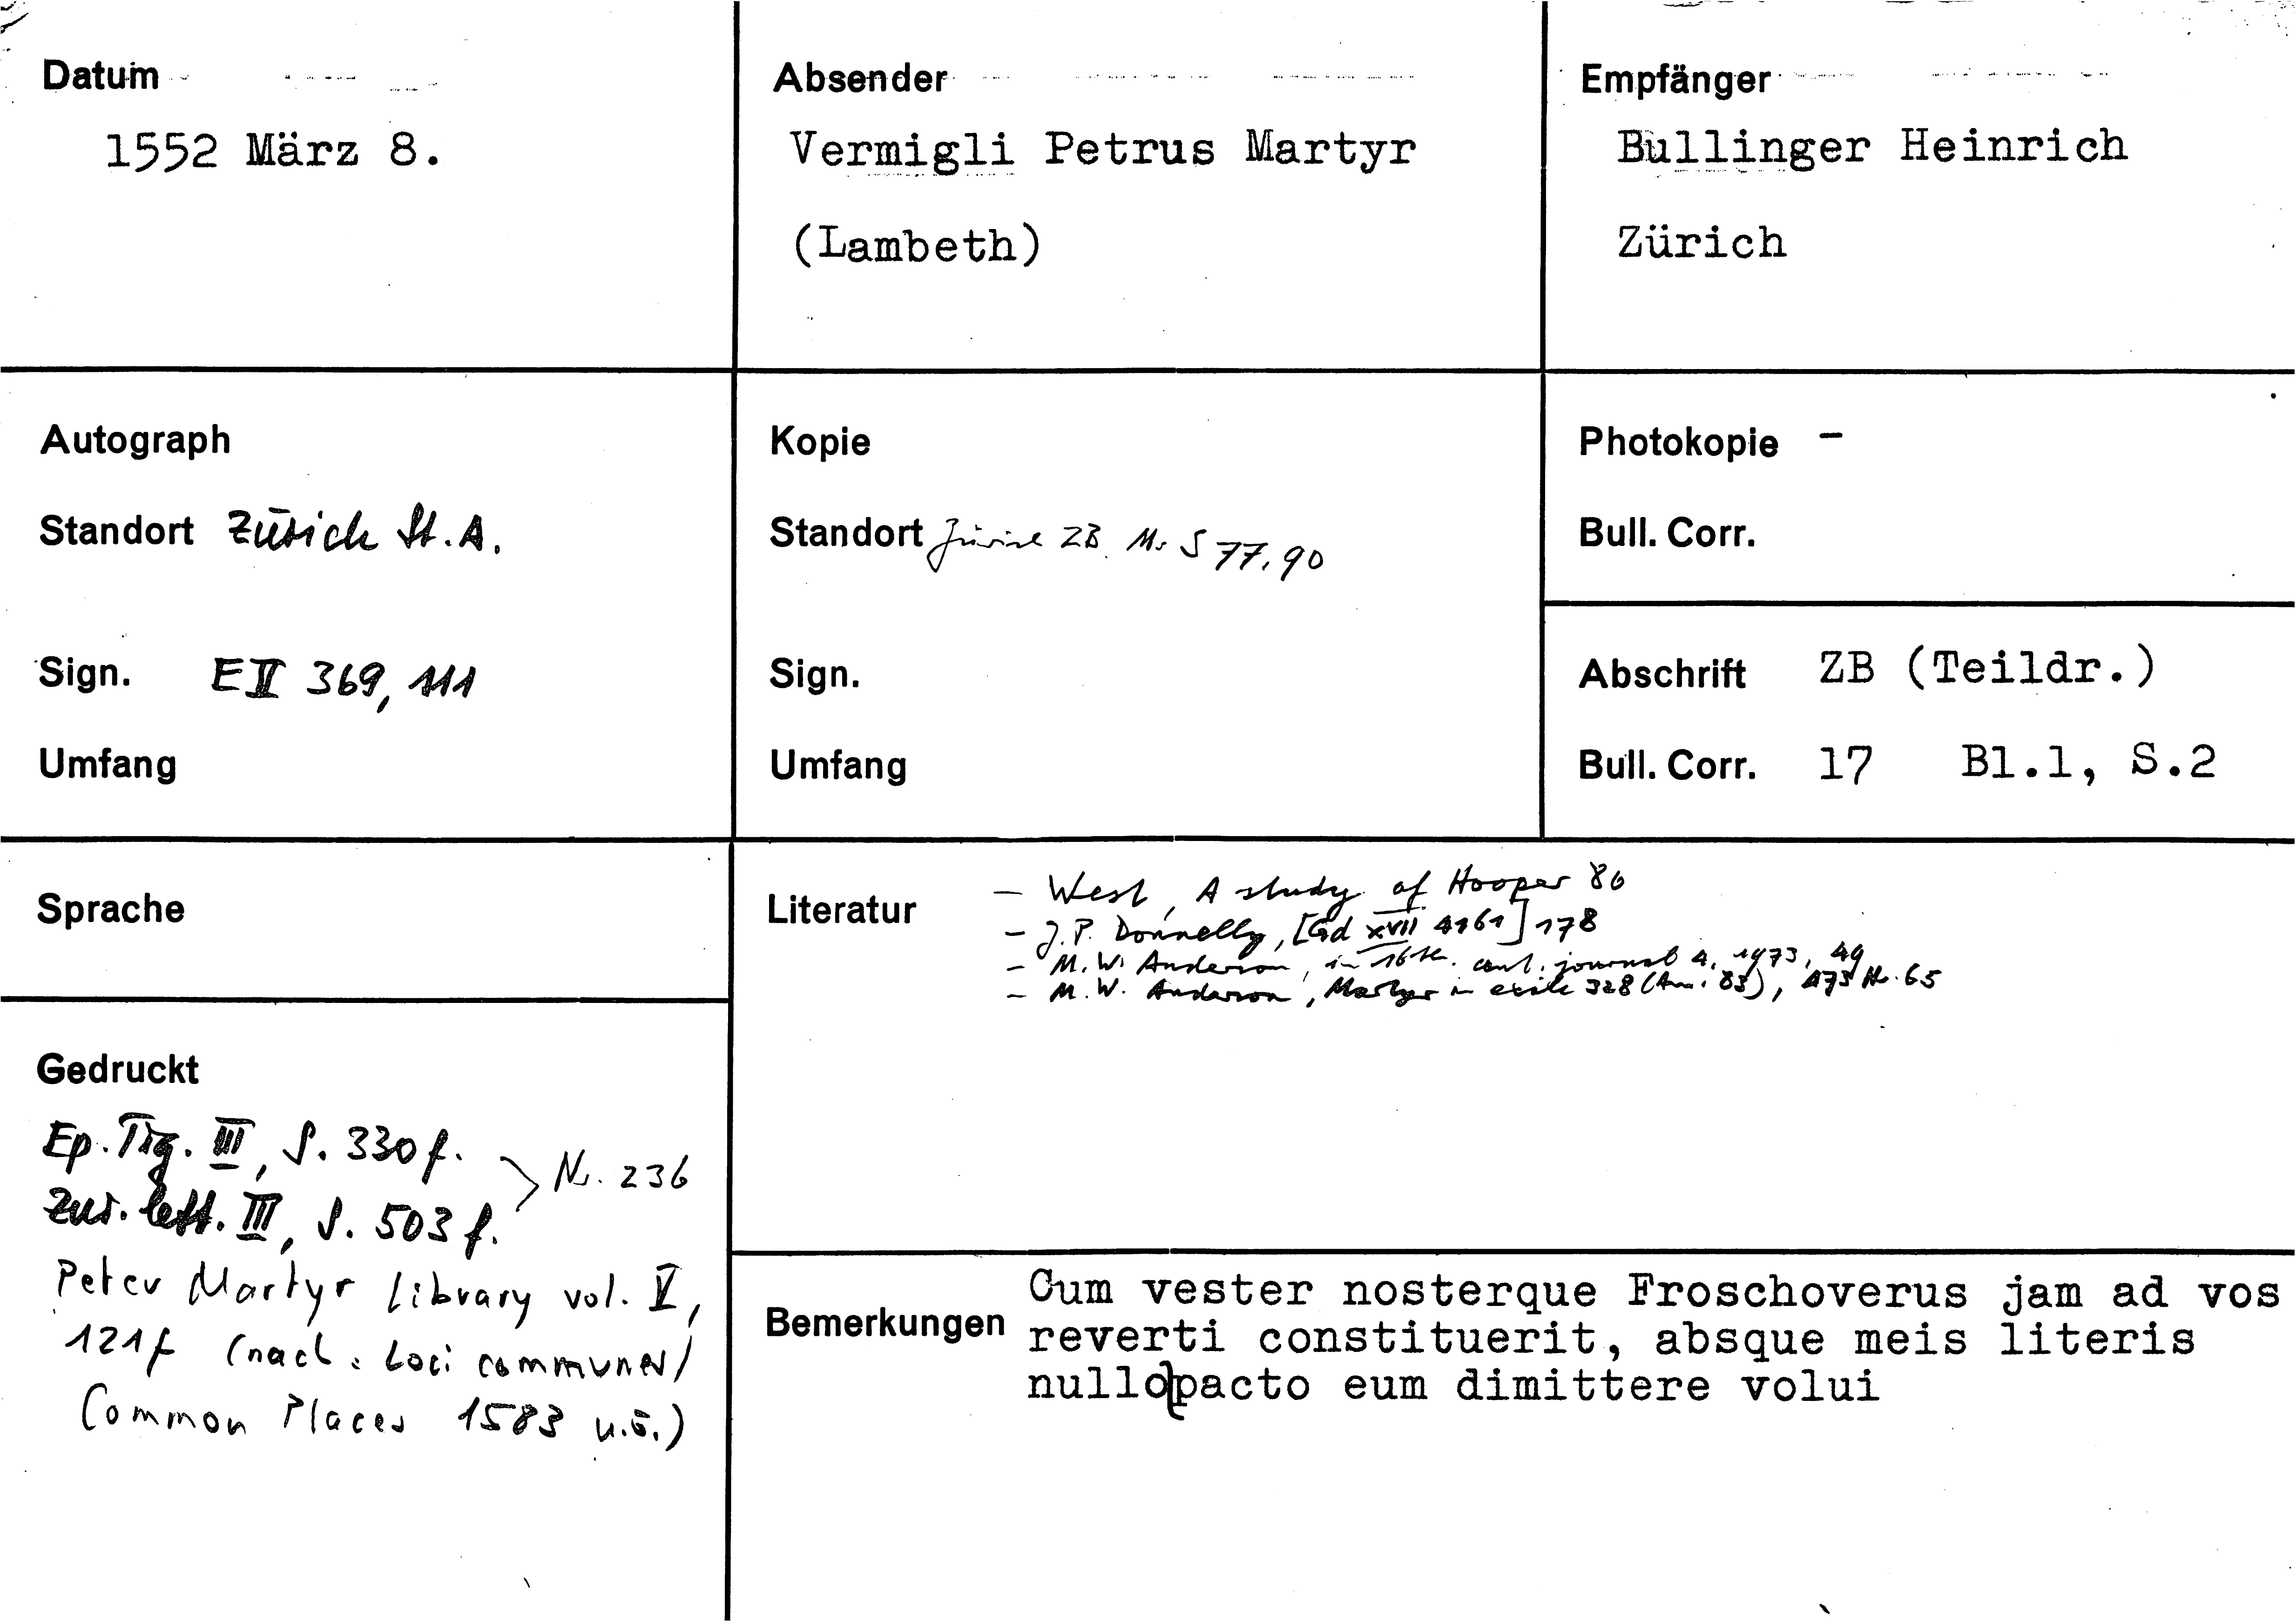 Datum
1552 März 8.
Absender
Vermigli Petrus Martyr
(Lambeth)
Empfänger
Bullinger Heinrich
Zürich
Autograph
Standort Zürich St.A.
Sign. E II 369, 111
Umfang
Kopie
Standort Zürich ZB Ms S 77, 90
Sign.
Umfang
Photokopie -
Bull. Corr.
Abschrift ZB (Teildr.)
Bull. Corr. 17 Bl.1, S.2
Sprache
Literatur
- West, A study of Hooper 86
- J.P. Donnelly, [Gd XVII 4161] 178
- M.W. Anderson, in 16th. cent. journal 4, 1973, 49
- M.W. Anderson, Martyr in exile 328 (Anm. 83), 473 Nr. 65
Gedruckt
Ep. Tig. III, S. 330 f.
Zur. lett. III, S. 503 f.
> Nr. 236
Peter Martyr Library vol. V,
121f (nach: Loci communes/
Common Places 1583 u.ö.)
Bemerkungen
Cum vester nosterque Froschoverus jam ad vos
reverti constituerit, absque meis literis
nullo pacto eum dimittere volui